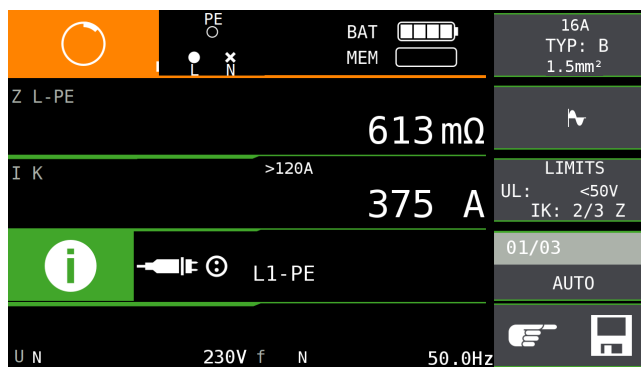 PE
L N
BAT
MEM
16A
TYP: B
1.5mm²
Z L-PE
613 mΩ
I K
>120A
375 A
LIMITS
UL: <50V
IK: 2/3 Z
i
L1-PE
01/03
AUTO
U N 230V f N 50.0Hz